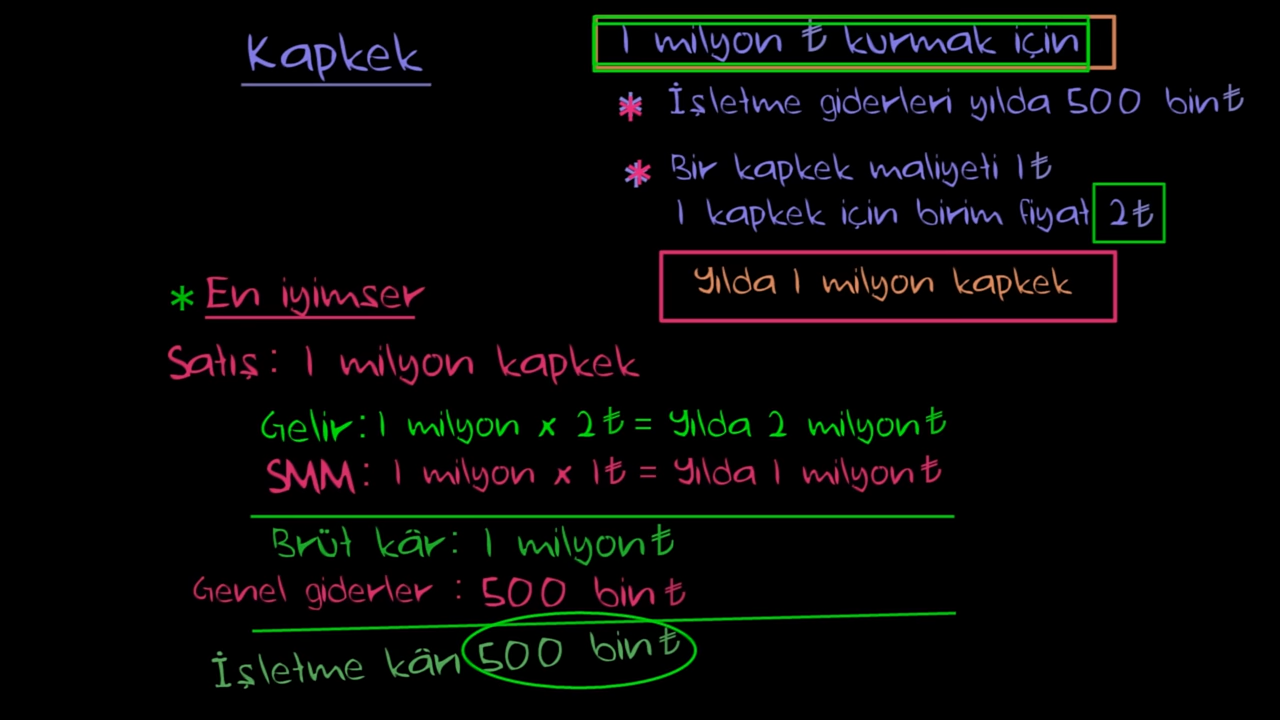 Kapkek
1 milyon ₺ kurmak için
* İşletme giderleri yılda 500 bin₺
* Bir kapkek maliyeti 1₺
1 kapkek için birim fiyat 2₺
Yılda 1 milyon kapkek
* En iyimser
Satış: 1 milyon kapkek
Gelir: 1 milyon x 2₺ = Yılda 2 milyon₺
SMM: 1 milyon x 1₺ = Yılda 1 milyon₺
Brüt kâr: 1 milyon₺
Genel giderler : 500 bin₺
İşletme kârı 500 bin₺